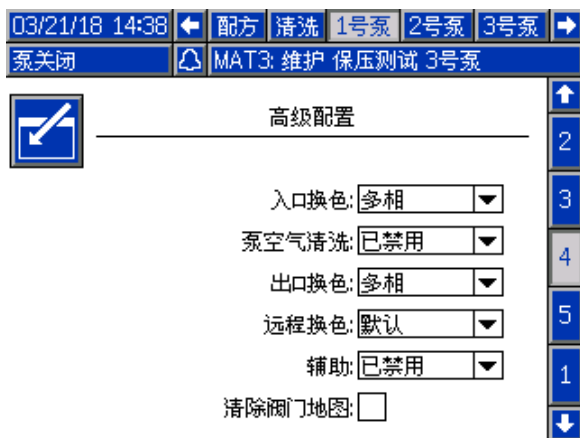 03/21/18 14:38 配方 清洗 1号泵 2号泵 3号泵
泵关闭 MAT3: 维护 保压测试 3号泵
高级配置
2
入口换色: 多相
3
泵空气清洗: 已禁用
4
出口换色: 多相
远程换色: 默认
5
辅助: 已禁用
1
清除阀门地图: